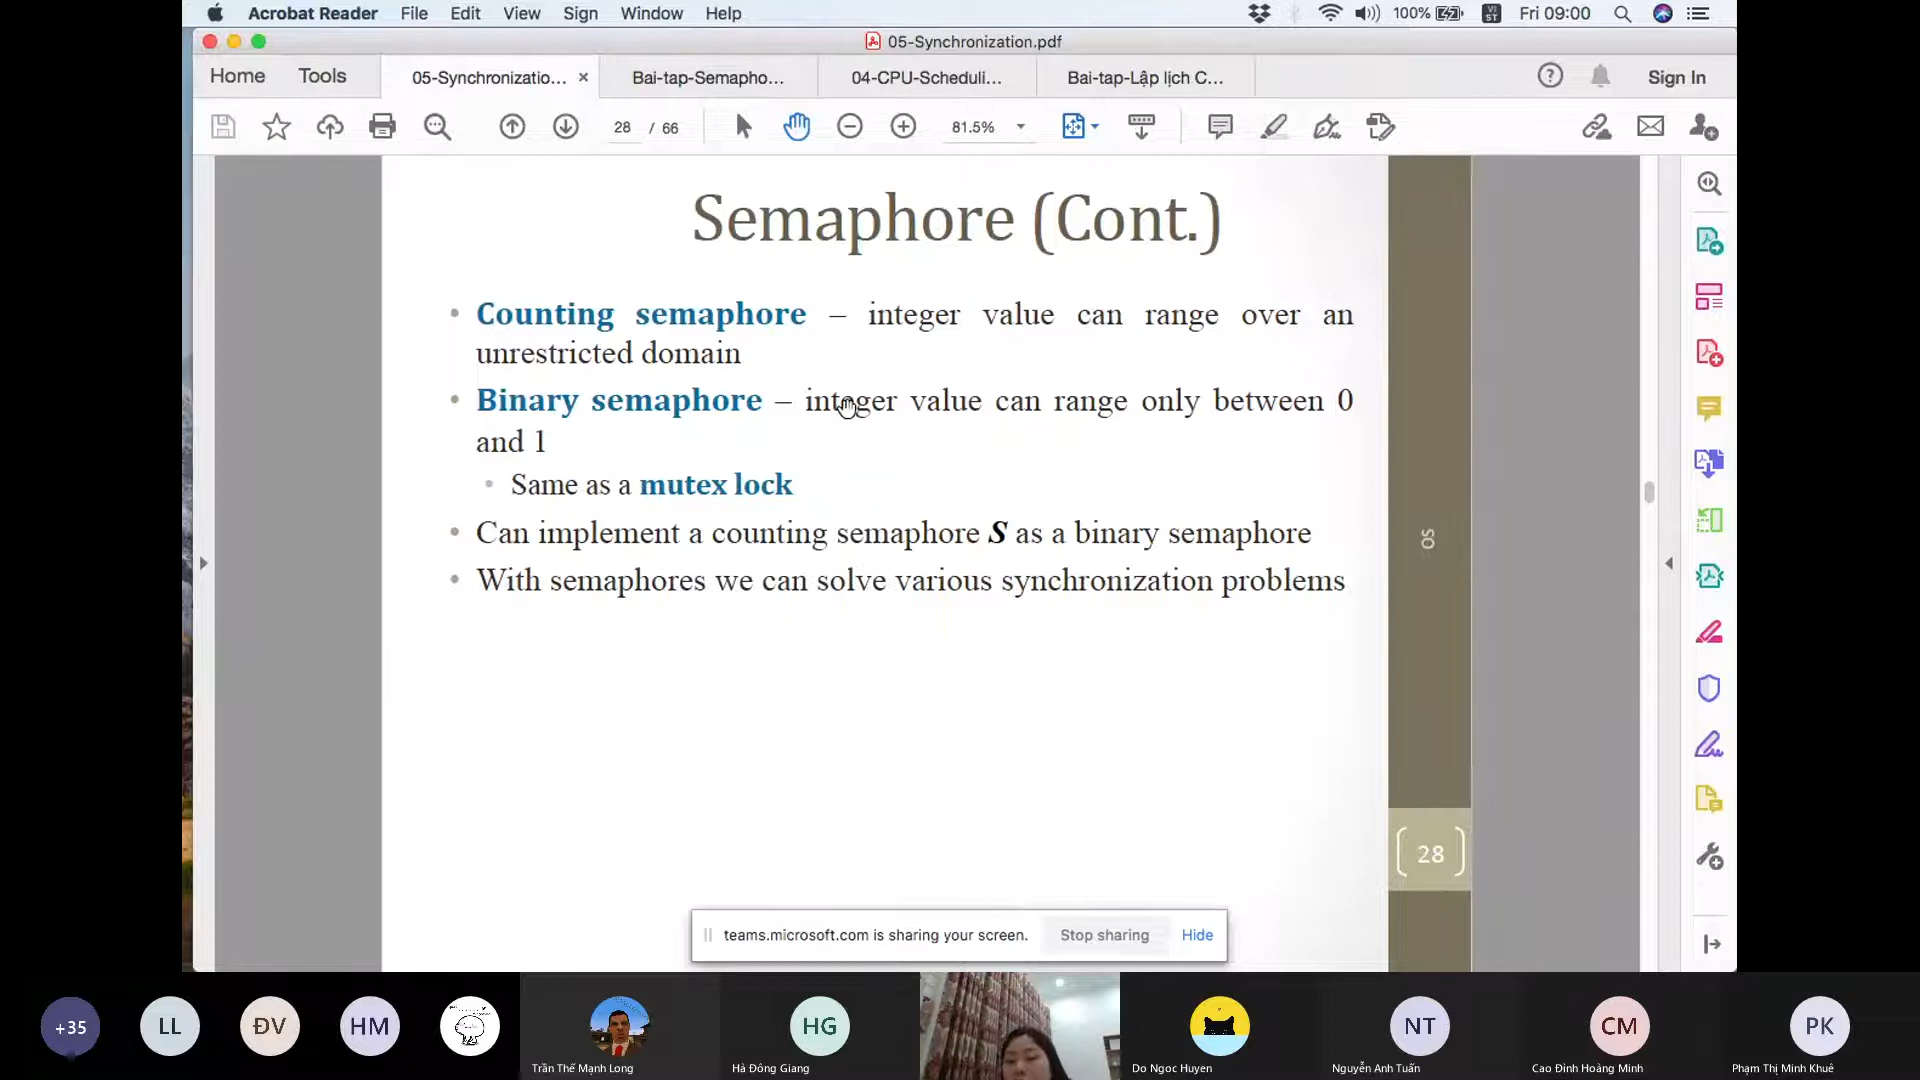 Acrobat Reader File Edit View Sign Window Help 100% VI ST Fri 09:00
05-Synchronization.pdf
Home Tools 05-Synchronizatio... × Bai-tap-Semapho... 04-CPU-Scheduli... Bai-tap-Lập lịch C... Sign In
28 / 66 81.5%
Semaphore (Cont.)
• Counting semaphore – integer value can range over an
unrestricted domain
• Binary semaphore – integer value can range only between 0
and 1
• Same as a mutex lock
• Can implement a counting semaphore S as a binary semaphore
• With semaphores we can solve various synchronization problems
OS
28
teams.microsoft.com is sharing your screen. Stop sharing Hide
+35 LL ĐV HM HG NT CM PK
Trần Thế Mạnh Long Hà Đông Giang Do Ngoc Huyen Nguyễn Anh Tuấn Cao Đình Hoàng Minh Phạm Thị Minh Khuê